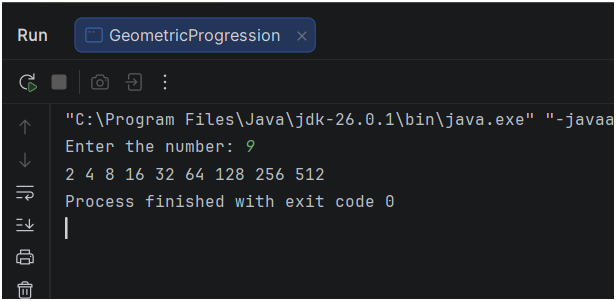 Run GeometricProgression
"C:\Program Files\Java\jdk-26.0.1\bin\java.exe" "-javaa
Enter the number: 9
2 4 8 16 32 64 128 256 512
Process finished with exit code 0